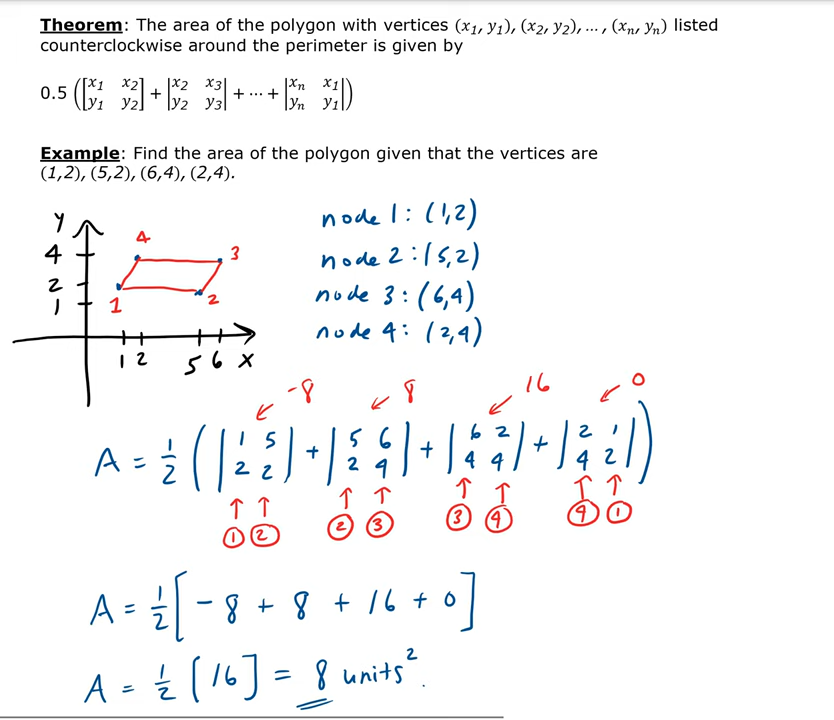 Theorem: The area of the polygon with vertices (x₁, y₁), (x₂, y₂), ... , (xₙ, yₙ) listed
counterclockwise around the perimeter is given by
0.5 ([x₁ x₂ / y₁ y₂] + |x₂ x₃ / y₂ y₃| + ⋯ + |xₙ x₁ / yₙ y₁|)
Example: Find the area of the polygon given that the vertices are
(1,2), (5,2), (6,4), (2,4).
y
4
2
1
4
3
1
2
1 2 5 6 x
node 1: (1,2)
node 2: (5,2)
node 3: (6,4)
node 4: (2,4)
-8 8 16 0
A = 1/2 (|1 5 / 2 2| + |5 6 / 2 4| + |6 2 / 4 4| + |2 1 / 4 2|)
① ② ② ③ ③ ④ ④ ①
A = 1/2 [-8 + 8 + 16 + 0]
A = 1/2 [16] = 8 units².